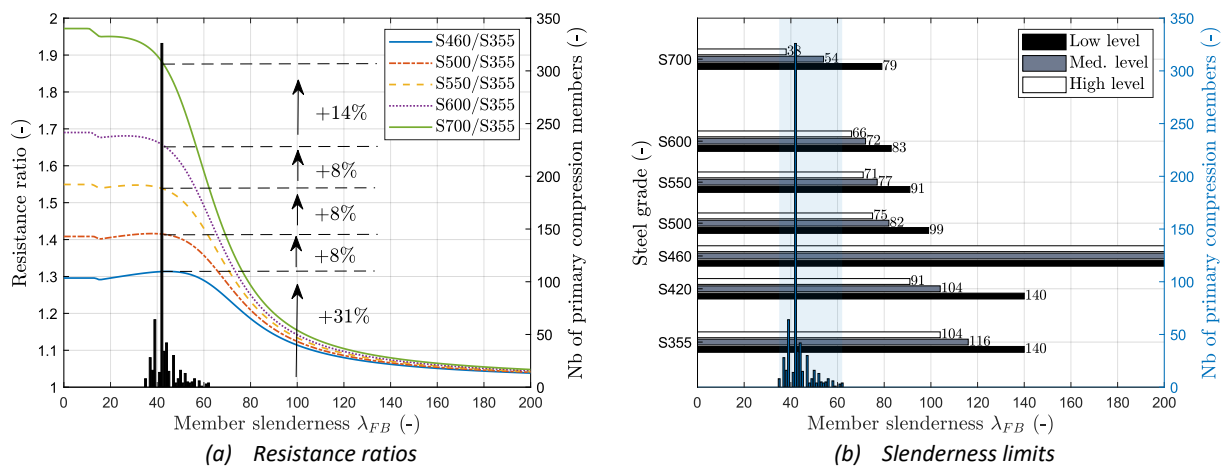 2
1.9
1.8
1.7
1.6
1.5
1.4
1.3
1.2
1.1
1
Resistance ratio (-)
350
300
250
200
150
100
50
0
Nb of primary compression members (-)
S460/S355
S500/S355
S550/S355
S600/S355
S700/S355
+14%
+8%
+8%
+8%
+31%
0 20 40 60 80 100 120 140 160 180 200
Member slenderness λFB (-)
(a) Resistance ratios
S700
S600
S550
S500
S460
S420
S355
Steel grade (-)
Low level
Med. level
High level
38
54
79
66
72
83
71
77
91
75
82
99
91
104
140
104
116
140
350
300
250
200
150
100
50
0
Nb of primary compression members (-)
0 20 40 60 80 100 120 140 160 180 200
Member slenderness λFB (-)
(b) Slenderness limits